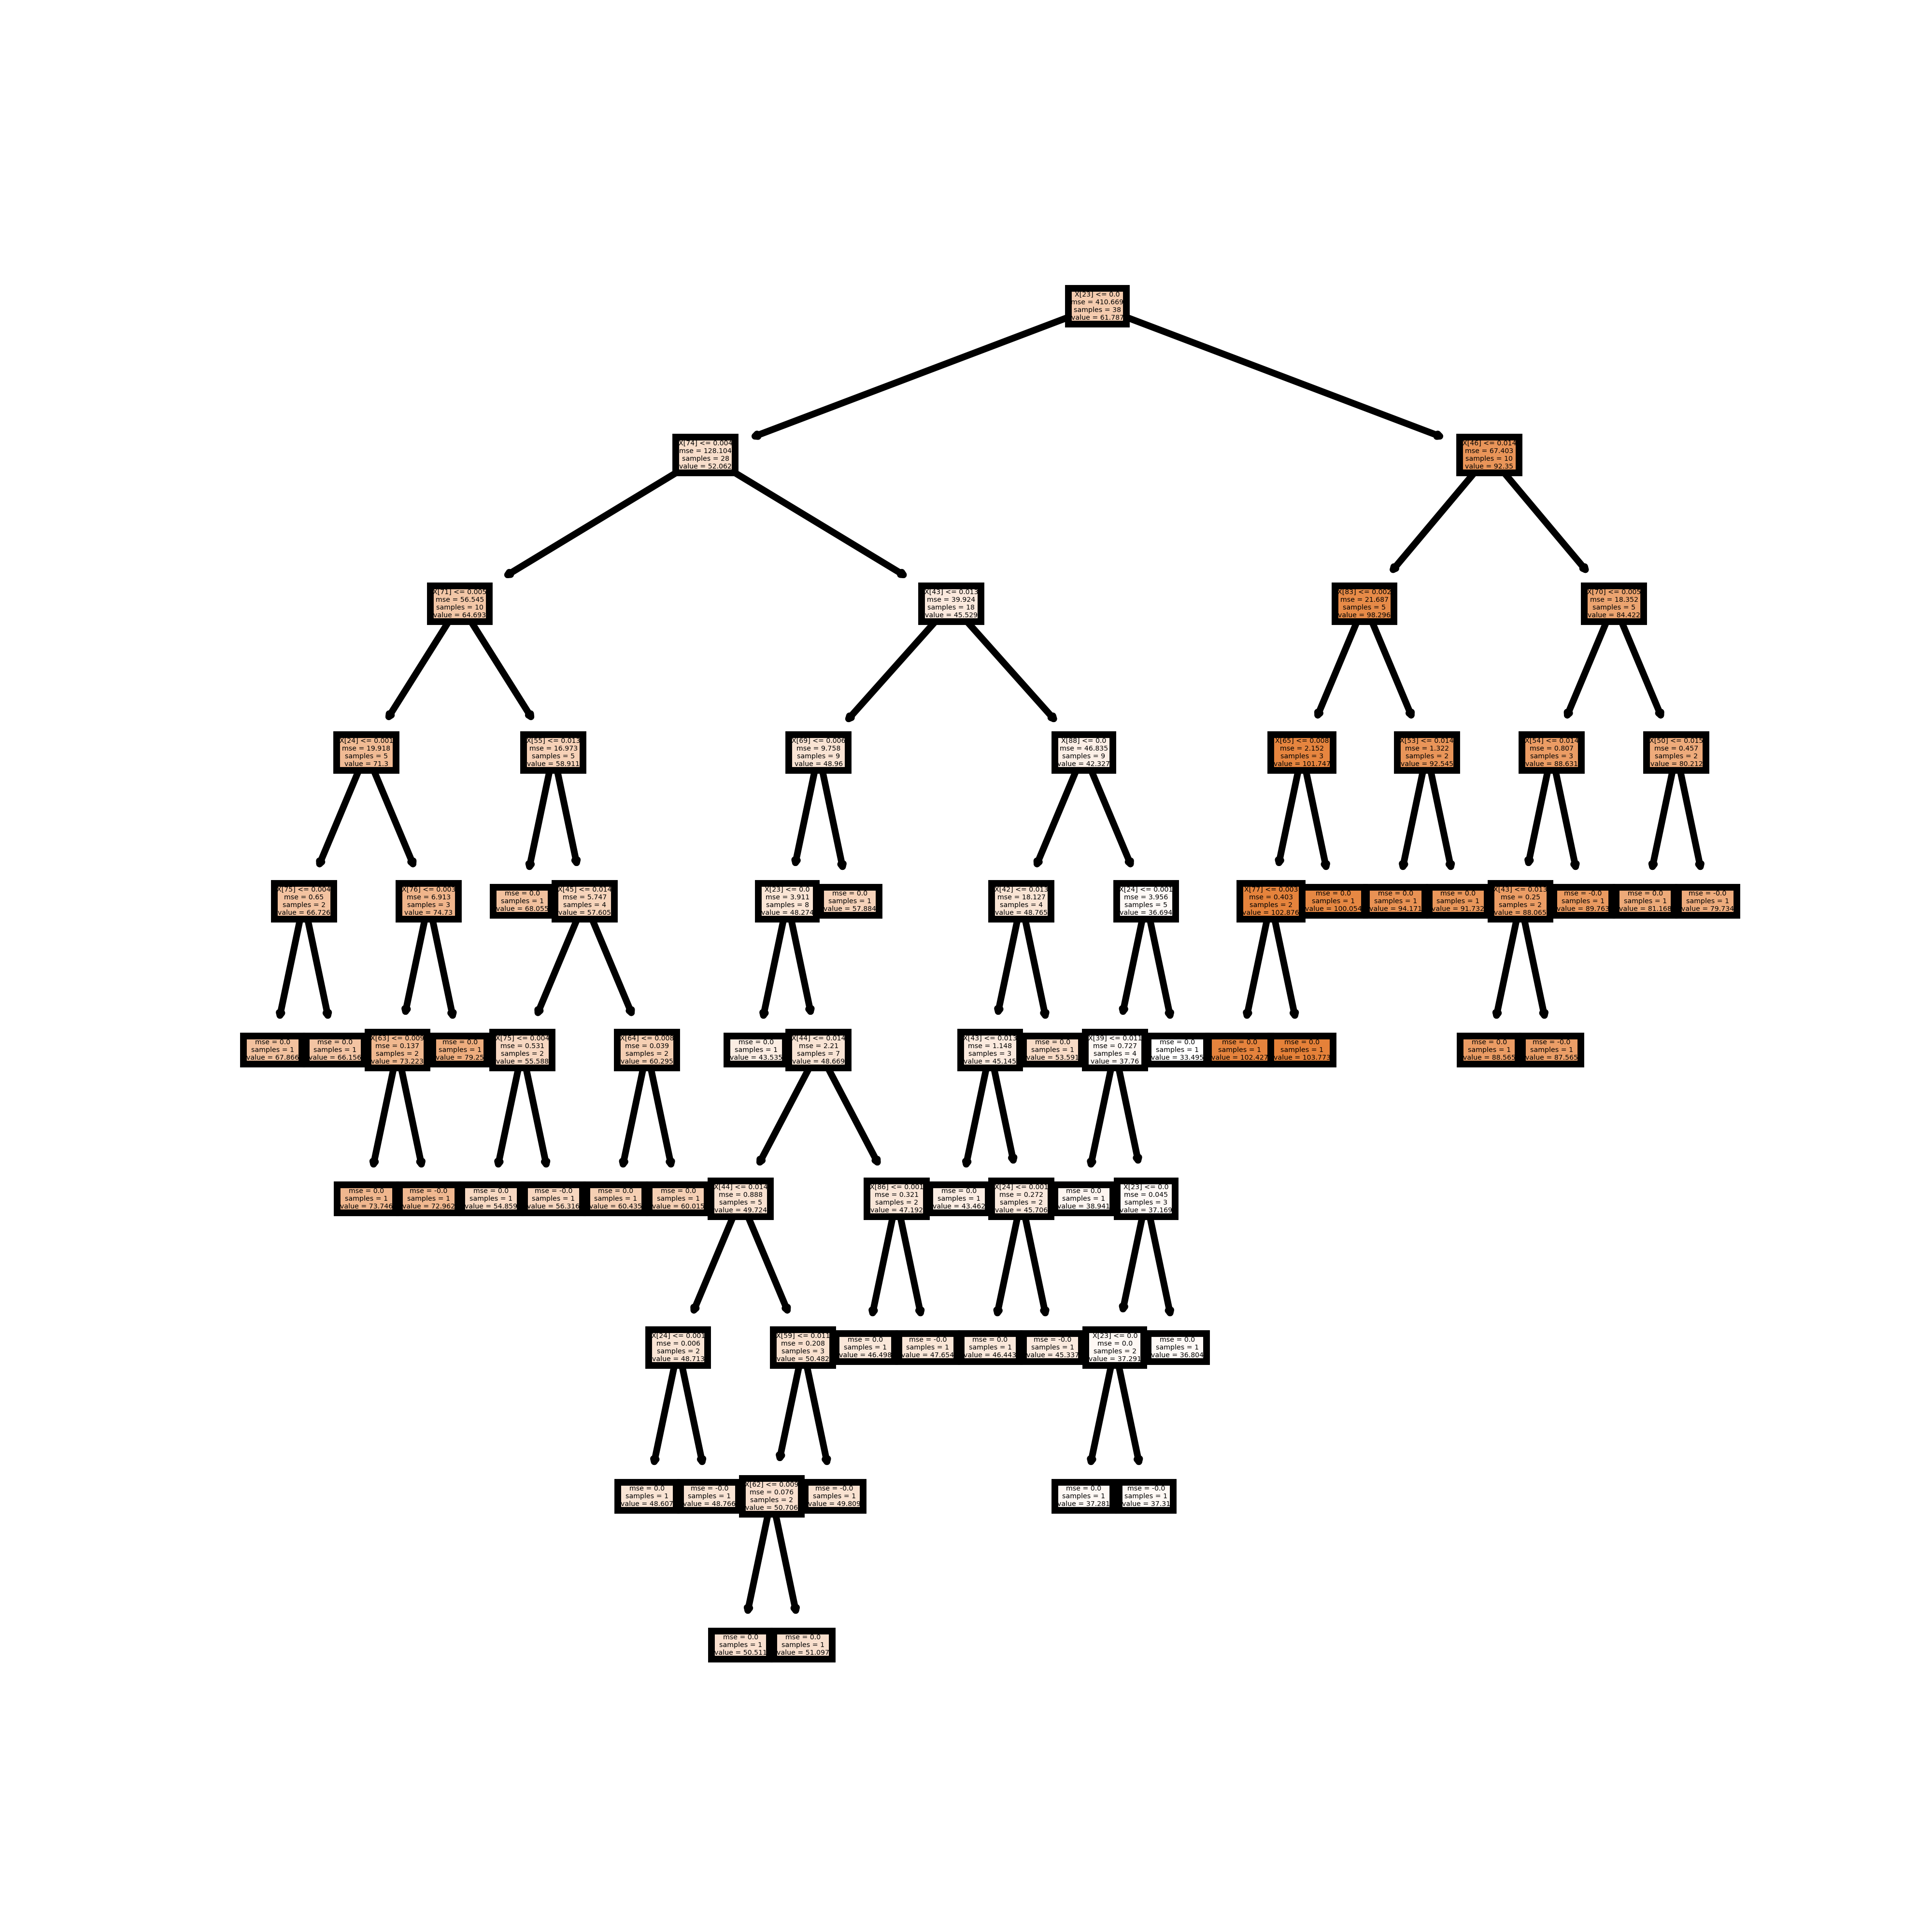 X[23] <= 0.0
mse = 410.669
samples = 38
value = 61.787
X[74] <= 0.004
mse = 128.104
samples = 28
value = 52.062
X[46] <= 0.014
mse = 67.403
samples = 10
value = 92.35
X[71] <= 0.005
mse = 56.545
samples = 10
value = 64.693
X[43] <= 0.013
mse = 39.924
samples = 18
value = 45.529
X[83] <= 0.002
mse = 21.687
samples = 5
value = 98.296
X[70] <= 0.005
mse = 18.352
samples = 5
value = 84.422
X[24] <= 0.001
mse = 19.918
samples = 5
value = 71.3
X[55] <= 0.013
mse = 16.973
samples = 5
value = 58.911
X[69] <= 0.006
mse = 9.758
samples = 9
value = 48.96
X[88] <= 0.0
mse = 46.835
samples = 9
value = 42.327
X[65] <= 0.008
mse = 2.152
samples = 3
value = 101.747
X[53] <= 0.014
mse = 1.322
samples = 2
value = 92.545
X[54] <= 0.014
mse = 0.807
samples = 3
value = 88.631
X[50] <= 0.015
mse = 0.457
samples = 2
value = 80.212
X[75] <= 0.004
mse = 0.65
samples = 2
value = 66.726
X[76] <= 0.003
mse = 6.913
samples = 3
value = 74.73
mse = 0.0
samples = 1
value = 68.055
X[45] <= 0.014
mse = 5.747
samples = 4
value = 57.605
X[23] <= 0.0
mse = 3.911
samples = 8
value = 48.274
mse = 0.0
samples = 1
value = 57.884
X[42] <= 0.013
mse = 18.127
samples = 4
value = 48.765
X[24] <= 0.001
mse = 3.956
samples = 5
value = 36.694
X[77] <= 0.003
mse = 0.403
samples = 2
value = 102.876
mse = 0.0
samples = 1
value = 100.054
mse = 0.0
samples = 1
value = 94.171
mse = 0.0
samples = 1
value = 91.732
X[43] <= 0.013
mse = 0.25
samples = 2
value = 88.065
mse = -0.0
samples = 1
value = 89.763
mse = 0.0
samples = 1
value = 81.168
mse = -0.0
samples = 1
value = 79.734
mse = 0.0
samples = 1
value = 67.866
mse = 0.0
samples = 1
value = 66.156
X[63] <= 0.009
mse = 0.137
samples = 2
value = 73.223
mse = 0.0
samples = 1
value = 79.25
X[75] <= 0.004
mse = 0.531
samples = 2
value = 55.588
X[64] <= 0.008
mse = 0.039
samples = 2
value = 60.295
mse = 0.0
samples = 1
value = 43.535
X[44] <= 0.014
mse = 2.21
samples = 7
value = 48.669
X[43] <= 0.013
mse = 1.148
samples = 3
value = 45.145
mse = 0.0
samples = 1
value = 53.591
X[39] <= 0.011
mse = 0.727
samples = 4
value = 37.76
mse = 0.0
samples = 1
value = 33.495
mse = 0.0
samples = 1
value = 102.427
mse = 0.0
samples = 1
value = 103.773
mse = 0.0
samples = 1
value = 88.565
mse = -0.0
samples = 1
value = 87.565
mse = 0.0
samples = 1
value = 73.746
mse = -0.0
samples = 1
value = 72.962
mse = 0.0
samples = 1
value = 54.859
mse = -0.0
samples = 1
value = 56.316
mse = 0.0
samples = 1
value = 60.435
mse = 0.0
samples = 1
value = 60.015
X[44] <= 0.014
mse = 0.888
samples = 5
value = 49.724
X[86] <= 0.001
mse = 0.321
samples = 2
value = 47.192
mse = 0.0
samples = 1
value = 43.462
X[24] <= 0.001
mse = 0.272
samples = 2
value = 45.706
mse = 0.0
samples = 1
value = 38.941
X[23] <= 0.0
mse = 0.045
samples = 3
value = 37.169
X[24] <= 0.001
mse = 0.006
samples = 2
value = 48.713
X[59] <= 0.011
mse = 0.208
samples = 3
value = 50.482
mse = 0.0
samples = 1
value = 46.498
mse = -0.0
samples = 1
value = 47.654
mse = 0.0
samples = 1
value = 46.443
mse = -0.0
samples = 1
value = 45.337
X[23] <= 0.0
mse = 0.0
samples = 2
value = 37.291
mse = 0.0
samples = 1
value = 36.804
mse = 0.0
samples = 1
value = 48.607
mse = -0.0
samples = 1
value = 48.766
X[62] <= 0.009
mse = 0.076
samples = 2
value = 50.706
mse = -0.0
samples = 1
value = 49.809
mse = 0.0
samples = 1
value = 37.281
mse = -0.0
samples = 1
value = 37.31
mse = 0.0
samples = 1
value = 50.511
mse = 0.0
samples = 1
value = 51.097